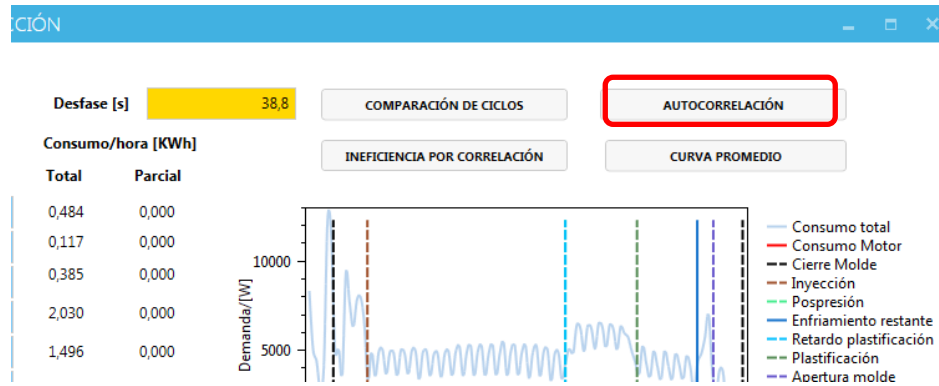 CCIÓN
Desfase [s]
38,8
COMPARACIÓN DE CICLOS
AUTOCORRELACIÓN
Consumo/hora [KWh]
INEFICIENCIA POR CORRELACIÓN
CURVA PROMEDIO
Total Parcial
0,484 0,000
0,117 0,000
0,385 0,000
2,030 0,000
1,496 0,000
Demanda/[W]
10000
5000
Consumo total
Consumo Motor
Cierre Molde
Inyección
Pospresión
Enfriamiento restante
Retardo plastificación
Plastificación
Apertura molde